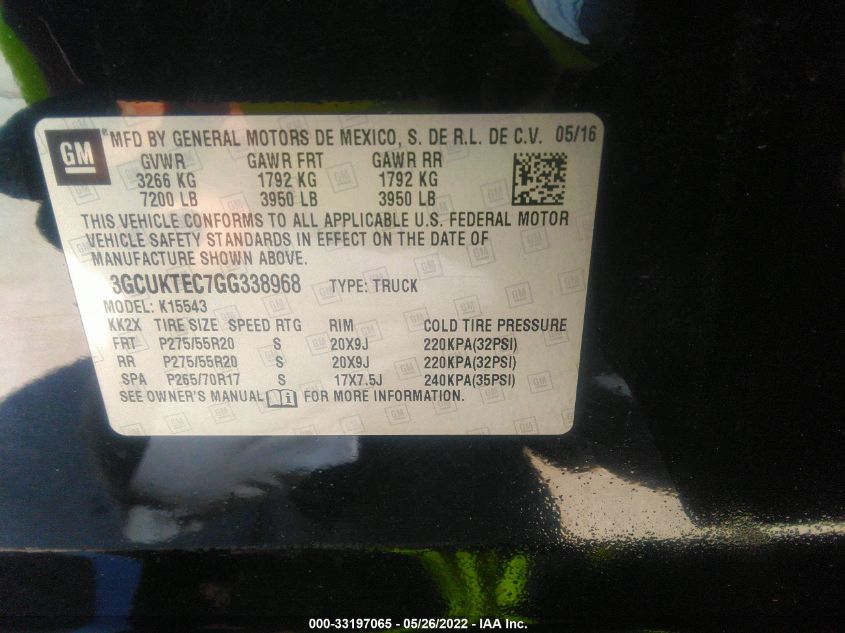 GM ® MFD BY GENERAL MOTORS DE MEXICO, S. DE R.L. DE C.V. 05/16
GVWR GAWR FRT GAWR RR
3266 KG 1792 KG 1792 KG
7200 LB 3950 LB 3950 LB
THIS VEHICLE CONFORMS TO ALL APPLICABLE U.S. FEDERAL MOTOR
VEHICLE SAFETY STANDARDS IN EFFECT ON THE DATE OF
MANUFACTURE SHOWN ABOVE.
3GCUKTEC7GG338968 TYPE: TRUCK
MODEL: K15543
KK2X TIRE SIZE SPEED RTG RIM COLD TIRE PRESSURE
FRT P275/55R20 S 20X9J 220KPA(32PSI)
RR P275/55R20 S 20X9J 220KPA(32PSI)
SPA P265/70R17 S 17X7.5J 240KPA(35PSI)
SEE OWNER'S MANUAL i FOR MORE INFORMATION.
000-33197065 - 05/26/2022 - IAA Inc.